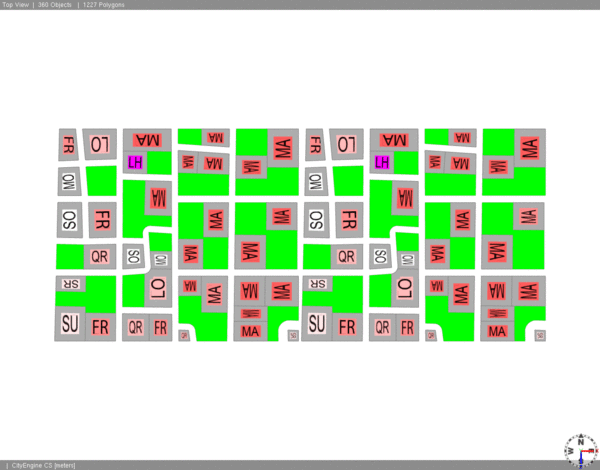 Top View | 360 Objects | 1227 Polygons
FR LO MA MA MA FR LO MA MA MA
LH MA MA MA LH MA MA MA
OW MA OW MA
OS FR MA MA OS FR MA MA
QR SO OW MA MA QR SO OW MA MA
SR LO MA MA MA MA SR LO MA MA MA MA
MA MA
SU FR QR FR MA SU FR QR FR MA
N
W E
S
| CityEngine CS [meters]